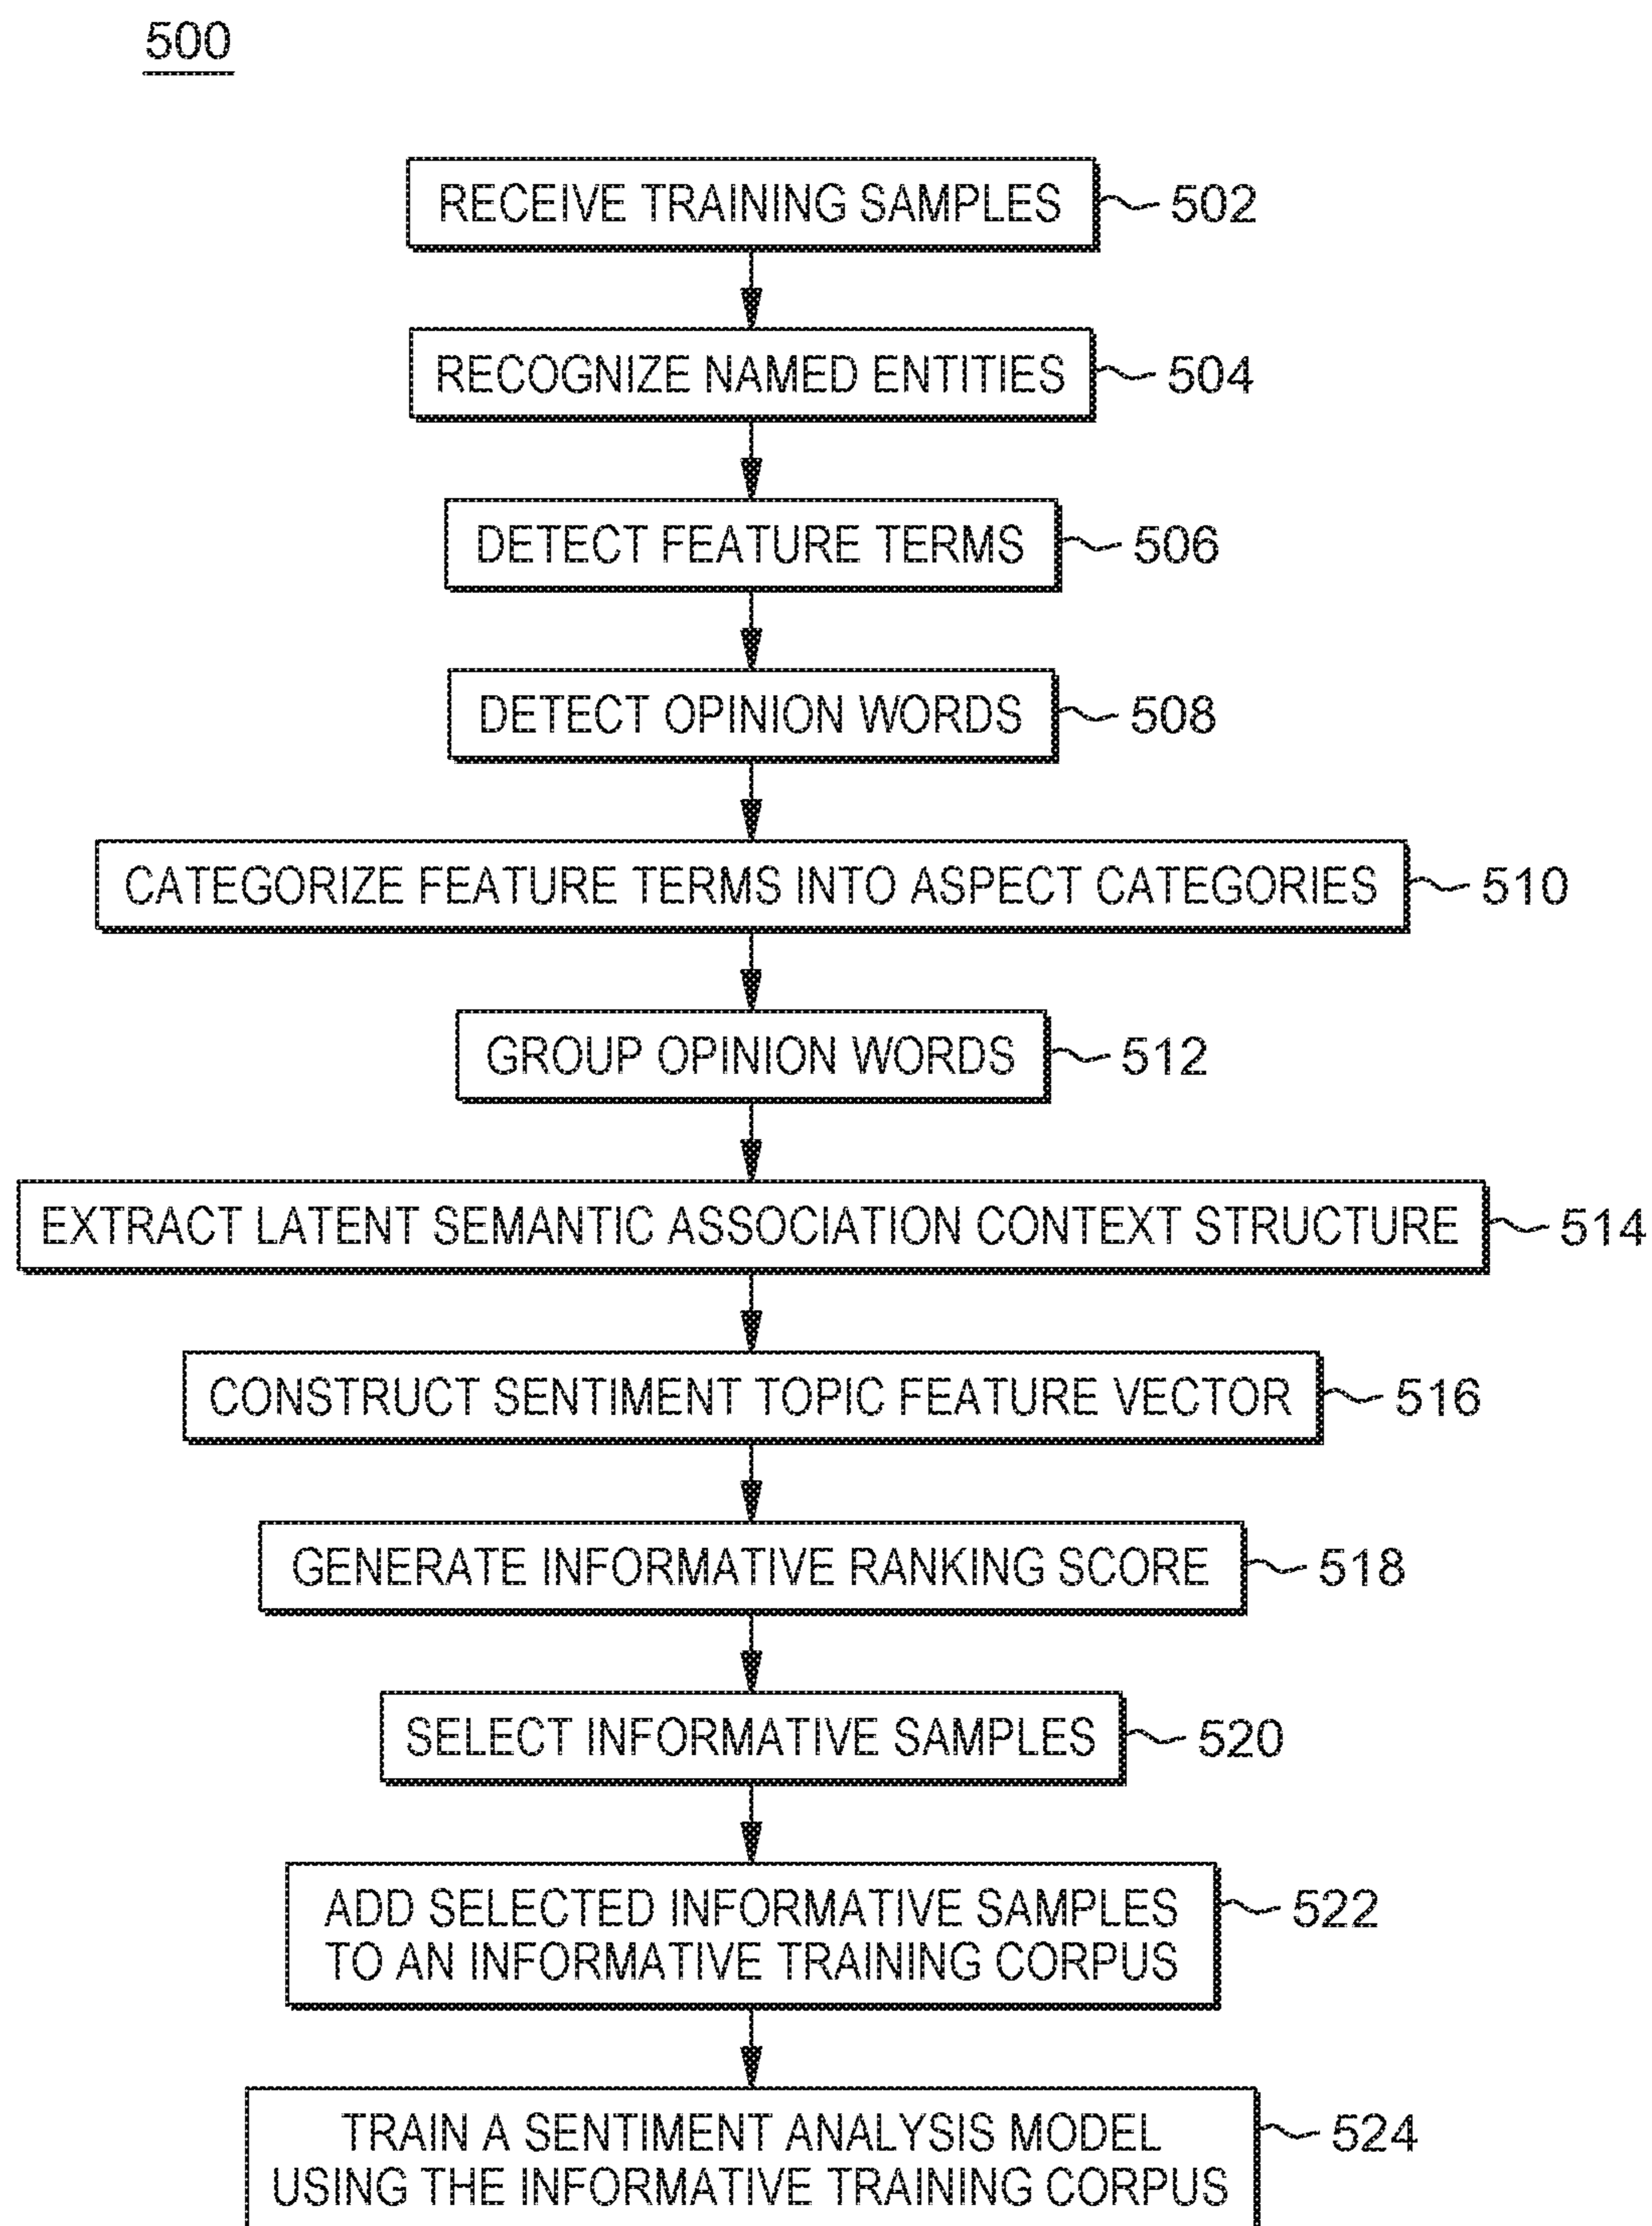 500
RECEIVE TRAINING SAMPLES 502
RECOGNIZE NAMED ENTITIES 504
DETECT FEATURE TERMS 506
DETECT OPINION WORDS 508
CATEGORIZE FEATURE TERMS INTO ASPECT CATEGORIES 510
GROUP OPINION WORDS 512
EXTRACT LATENT SEMANTIC ASSOCIATION CONTEXT STRUCTURE 514
CONSTRUCT SENTIMENT TOPIC FEATURE VECTOR 516
GENERATE INFORMATIVE RANKING SCORE 518
SELECT INFORMATIVE SAMPLES 520
ADD SELECTED INFORMATIVE SAMPLES 522
TO AN INFORMATIVE TRAINING CORPUS
TRAIN A SENTIMENT ANALYSIS MODEL 524
USING THE INFORMATIVE TRAINING CORPUS